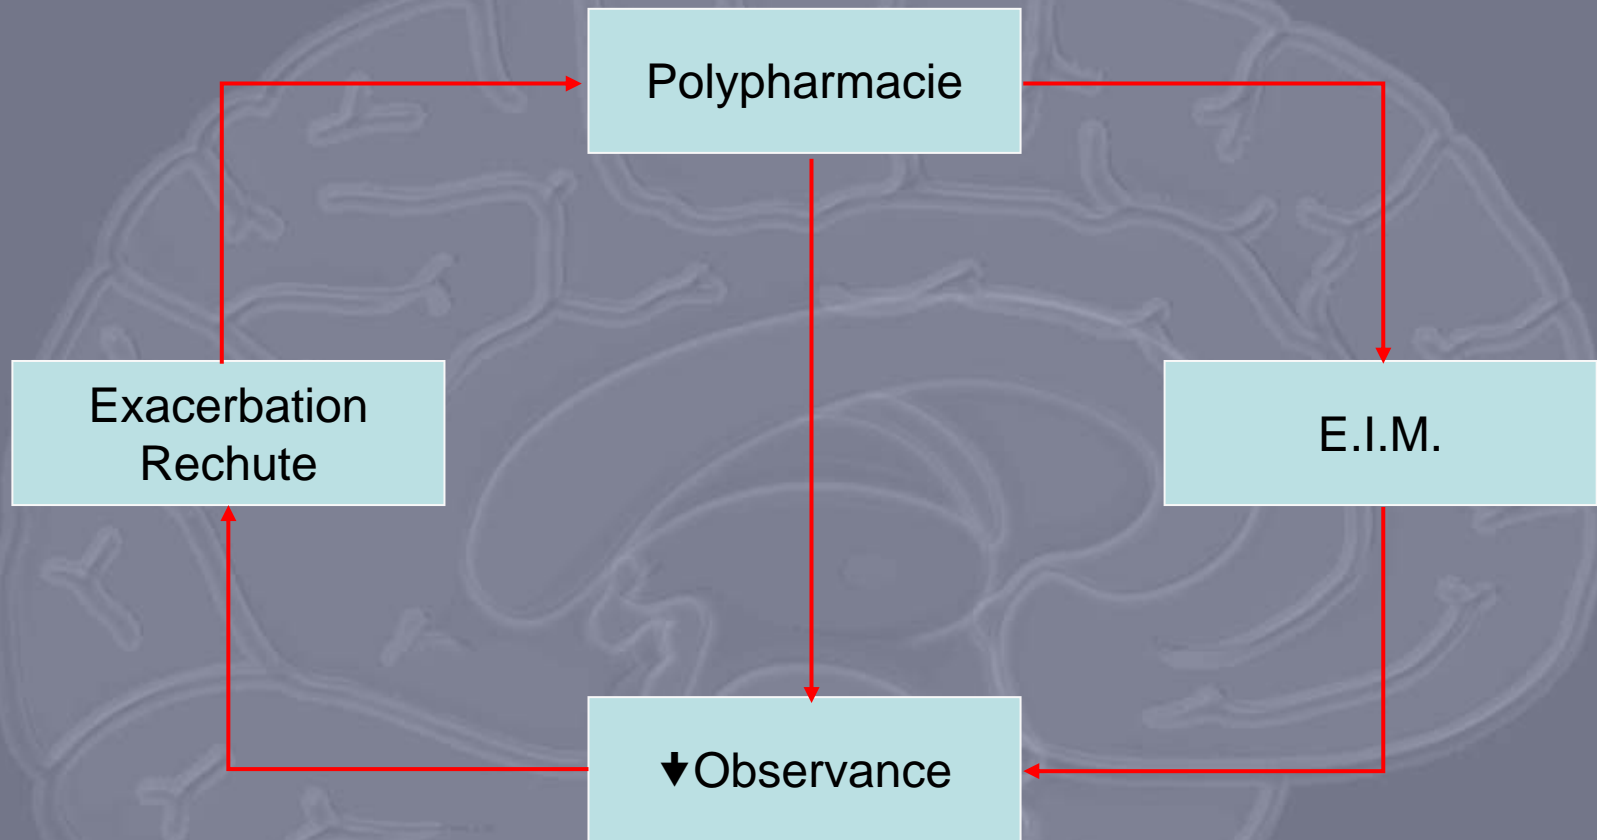 Polypharmacie
Exacerbation
Rechute
E.I.M.
↓Observance